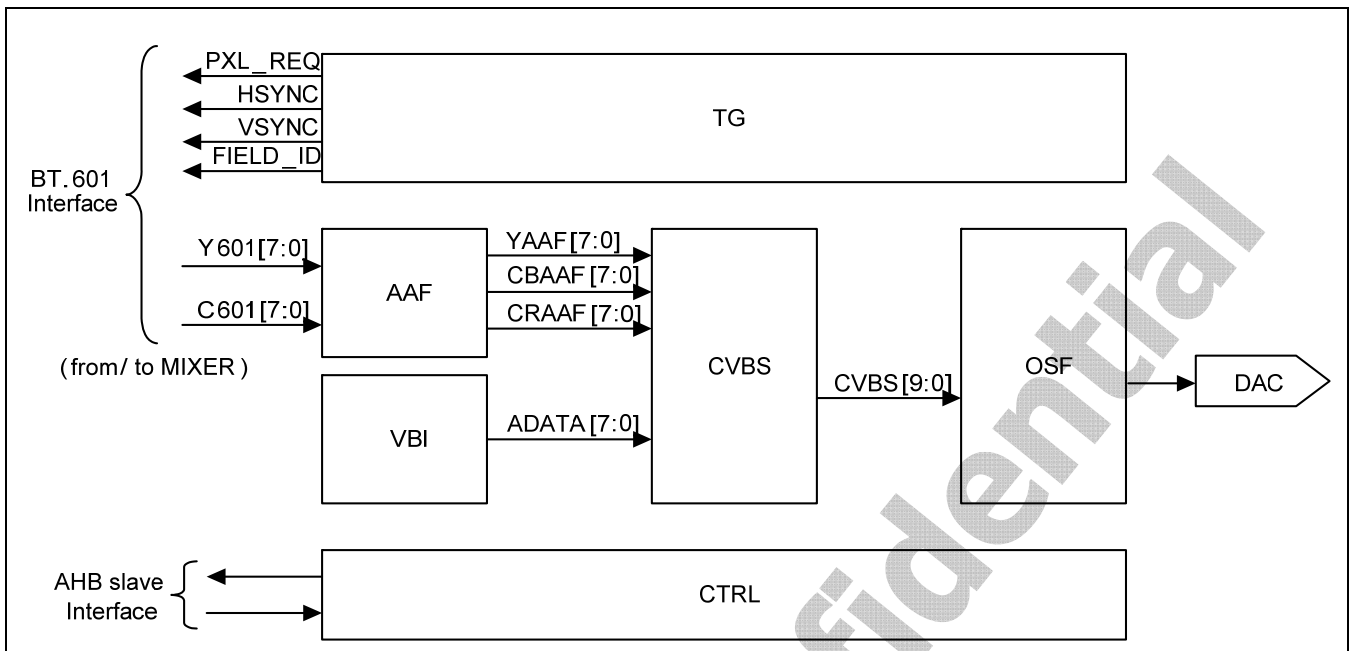 PXL_REQ
HSYNC
VSYNC
FIELD_ID
TG
BT.601
Interface
Y601[7:0]
C601[7:0]
(from/ to MIXER)
AAF
YAAF[7:0]
CBAAF[7:0]
CRAAF[7:0]
VBI
ADATA[7:0]
CVBS
CVBS[9:0]
OSF
DAC
AHB slave
Interface
CTRL
fidential